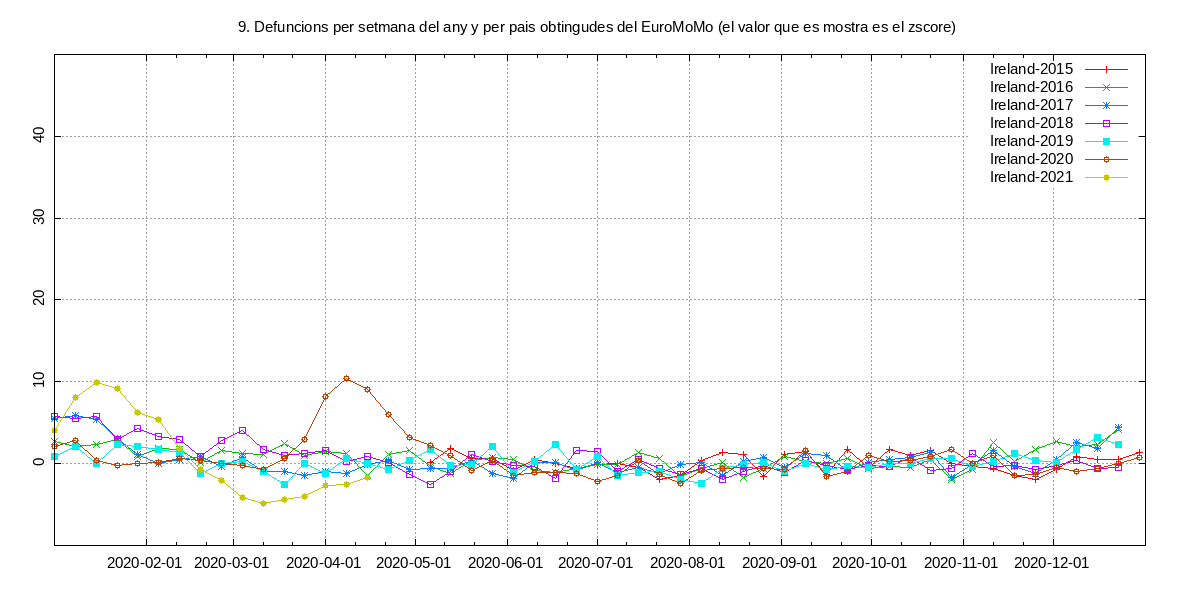 9. Defuncions per setmana del any y per pais obtingudes del EuroMoMo (el valor que es mostra es el zscore)
Ireland-2015
Ireland-2016
Ireland-2017
Ireland-2018
Ireland-2019
Ireland-2020
Ireland-2021
40
30
20
10
0
2020-02-01 2020-03-01 2020-04-01 2020-05-01 2020-06-01 2020-07-01 2020-08-01 2020-09-01 2020-10-01 2020-11-01 2020-12-01